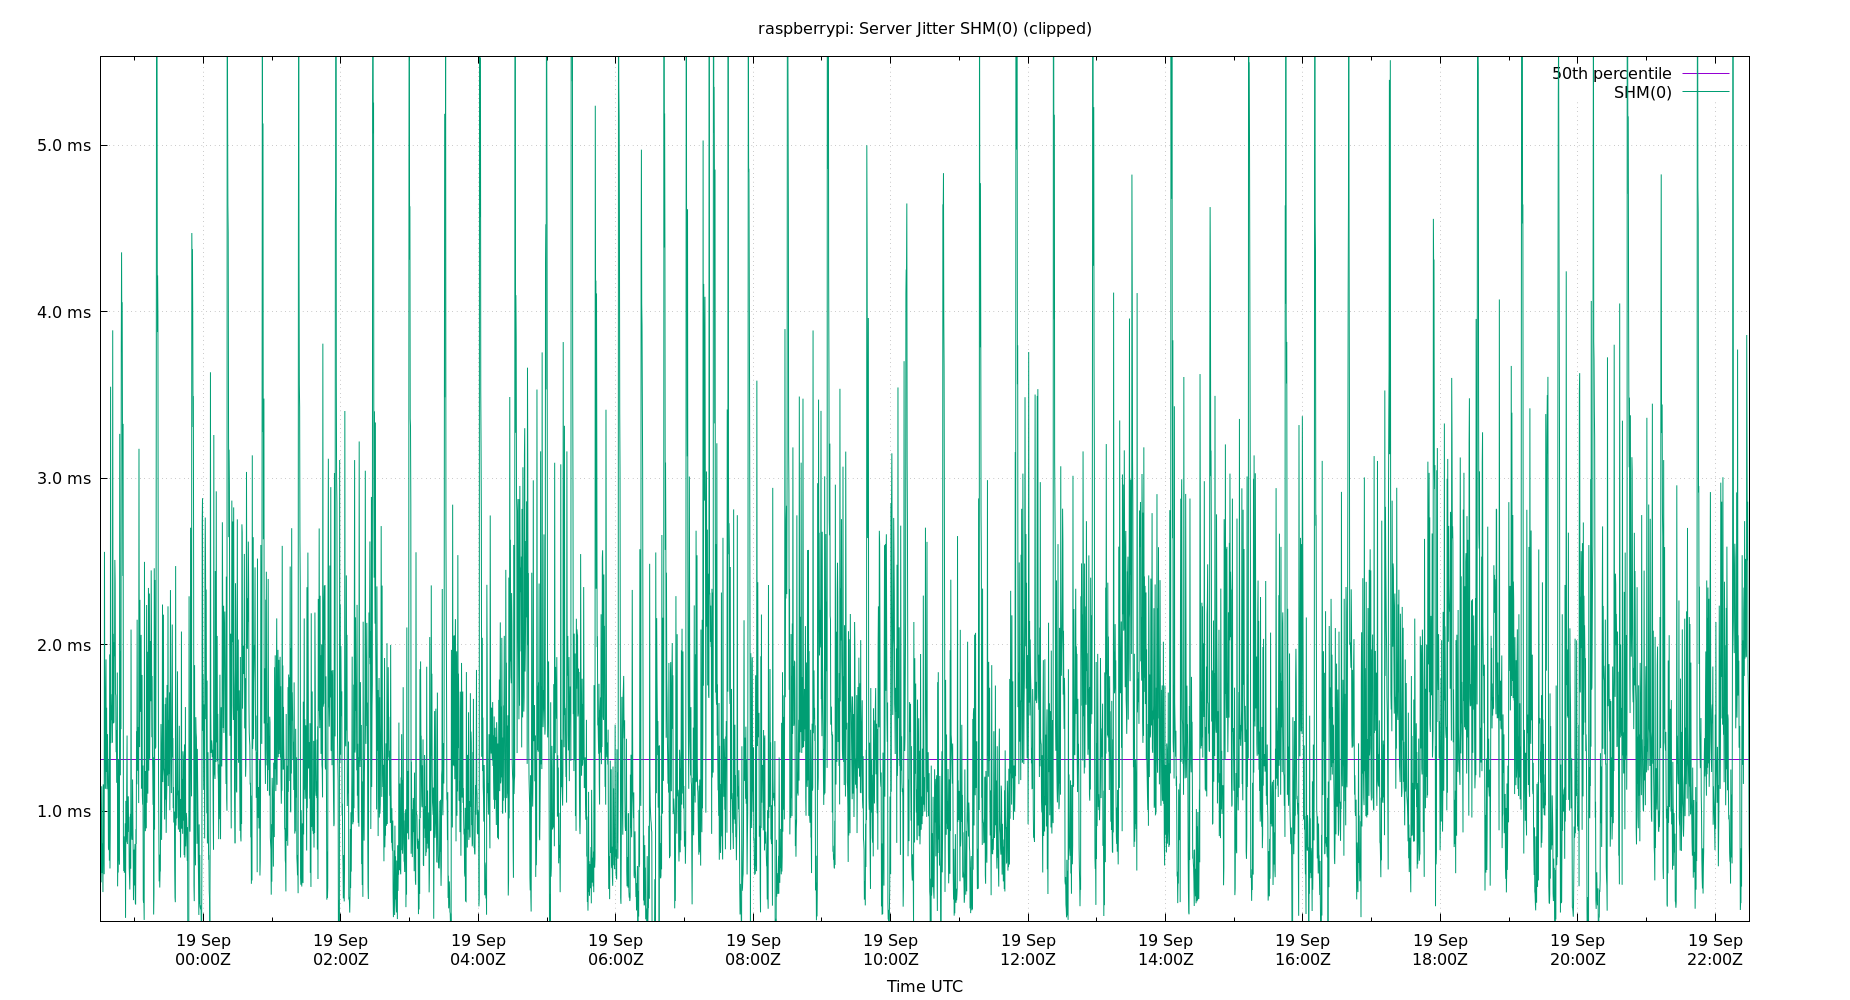 raspberrypi: Server Jitter SHM(0) (clipped)
50th percentile
SHM(0)
5.0 ms
4.0 ms
3.0 ms
2.0 ms
1.0 ms
19 Sep 19 Sep 19 Sep 19 Sep 19 Sep 19 Sep 19 Sep 19 Sep 19 Sep 19 Sep 19 Sep 19 Sep
00:00Z 02:00Z 04:00Z 06:00Z 08:00Z 10:00Z 12:00Z 14:00Z 16:00Z 18:00Z 20:00Z 22:00Z
Time UTC